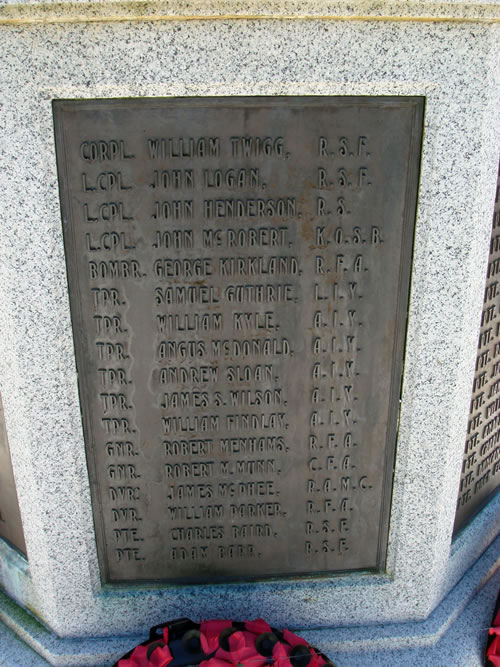 CORPL. WILLIAM TWIGG, R.S.F.
L.CPL. JOHN LOGAN, R.S.F.
L.CPL. JOHN HENDERSON, R.S.
L.CPL. JOHN McROBERT, K.O.S.B.
BOMBR. GEORGE KIRKLAND, R.F.A.
TPR. SAMUEL GUTHRIE, L.I.Y.
TPR. WILLIAM KYLE, A.I.Y.
TPR. ANGUS McDONALD, A.I.Y.
TPR. ANDREW SLOAN, A.I.Y.
TPR. JAMES S. WILSON, A.I.Y.
TPR. WILLIAM FINDLAY, A.I.Y.
GNR. ROBERT MENHAMS, R.F.A.
GNR. ROBERT M. MUNN, C.F.A.
DVR. JAMES McPHEE, R.A.M.C.
DVR. WILLIAM PARKER, R.F.A.
PTE. CHARLES BAIRD, R.S.F.
PTE. ADAM BARR, R.S.F.